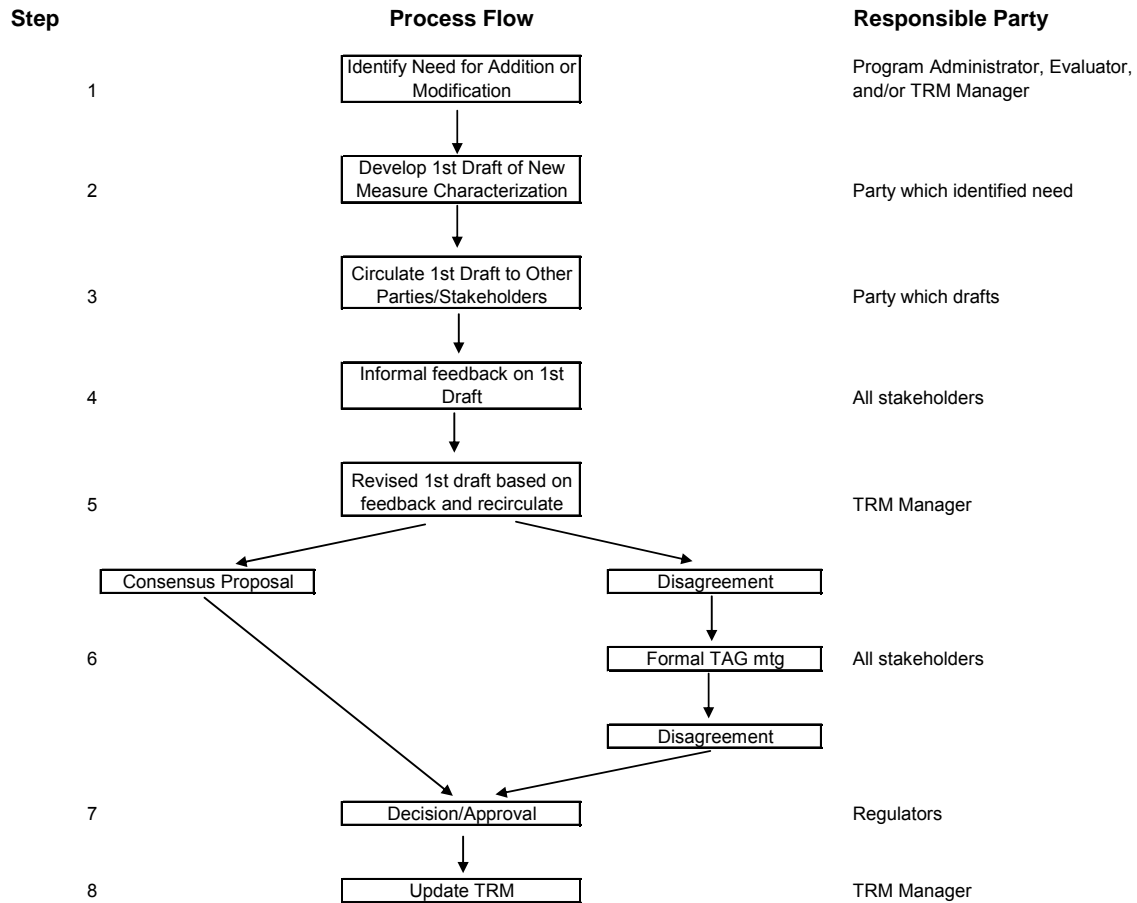 Step Process Flow Responsible Party
Identify Need for Addition or
Modification
1
Program Administrator, Evaluator,
and/or TRM Manager
Develop 1st Draft of New
Measure Characterization
2
Party which identified need
Circulate 1st Draft to Other
Parties/Stakeholders
3
Party which drafts
Informal feedback on 1st
Draft
4
All stakeholders
Revised 1st draft based on
feedback and recirculate
5
TRM Manager
Consensus Proposal
Disagreement
6
Formal TAG mtg
All stakeholders
Disagreement
7
Decision/Approval
Regulators
8
Update TRM
TRM Manager